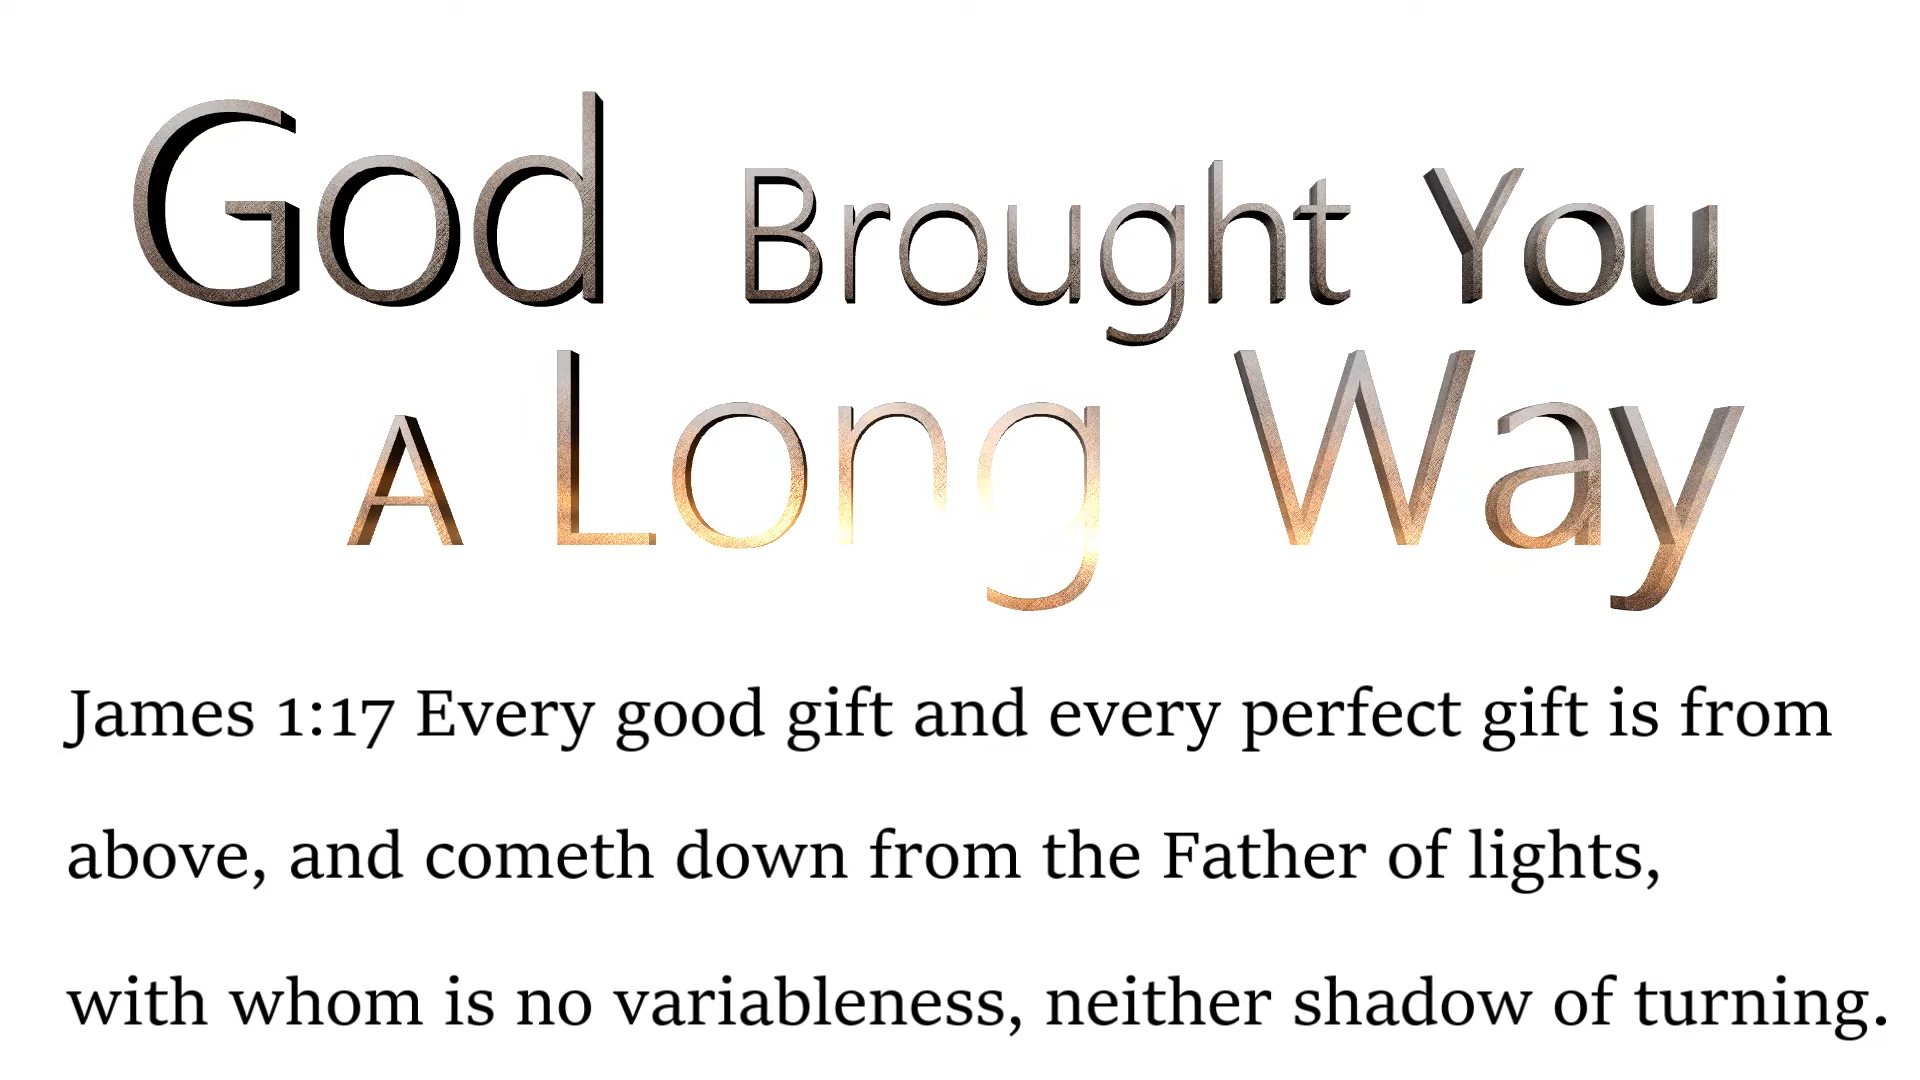 God Brought You
A Long Way
James 1:17 Every good gift and every perfect gift is from
above, and cometh down from the Father of lights,
with whom is no variableness, neither shadow of turning.